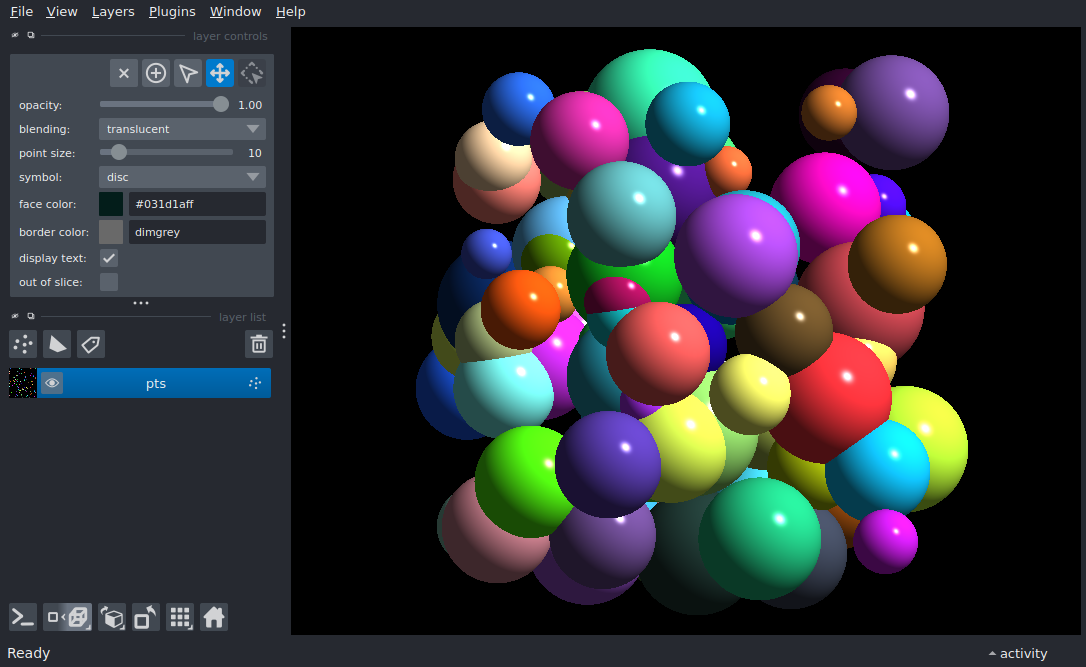 File View Layers Plugins Window Help
layer controls
opacity: 1.00
blending: translucent
point size: 10
symbol: disc
face color: #031d1aff
border color: dimgrey
display text:
out of slice:
layer list
pts
Ready activity